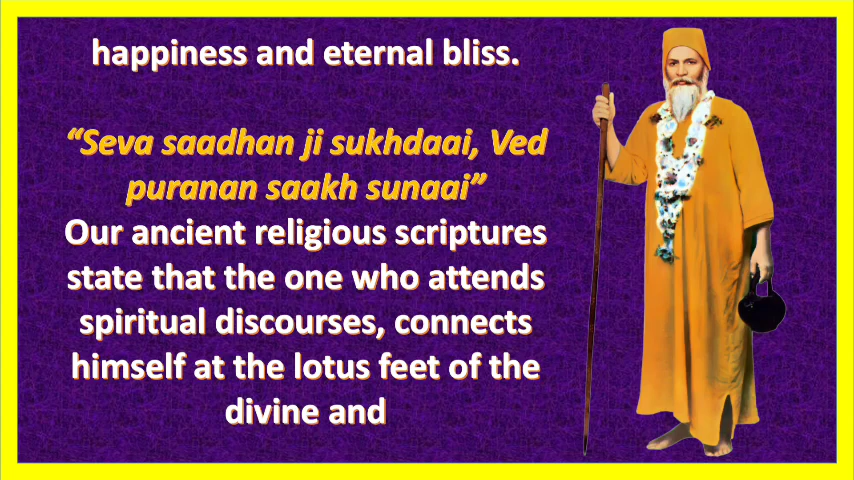 happiness and eternal bliss.
“Seva saadhan ji sukhdaai, Ved
puranan saakh sunaai”
Our ancient religious scriptures
state that the one who attends
spiritual discourses, connects
himself at the lotus feet of the
divine and